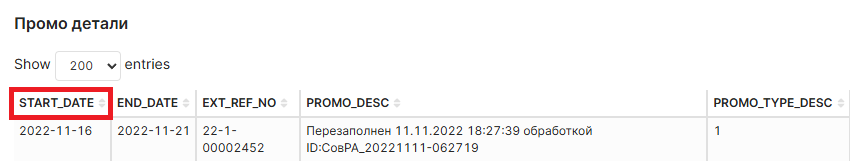 Промо детали
Show 200 entries
START_DATE END_DATE EXT_REF_NO PROMO_DESC PROMO_TYPE_DESC
2022-11-16 2022-11-21 22-1- Перезаполнен 11.11.2022 18:27:39 обработкой 1
00002452 ID:СовРА_20221111-062719